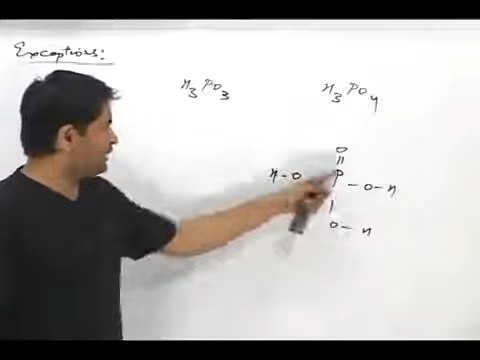 Exceptions:
H3PO3 H3PO4
O
||
H-O P -O-H
|
O-H